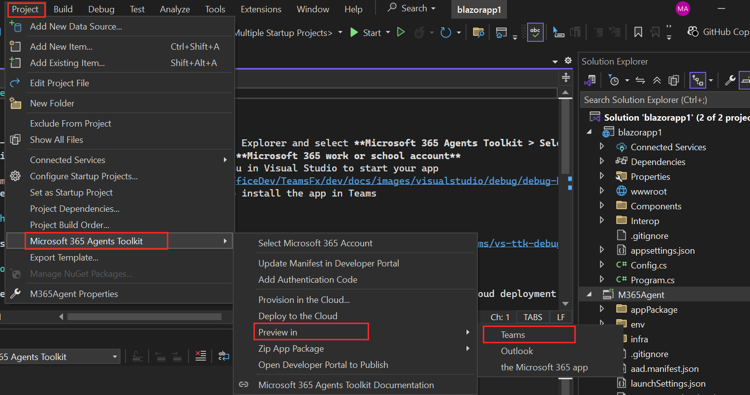 Project Build Debug Analyze Tools Extensions Window Help Search blazorapp1 MA
Add New Data Source...
Multiple Startup Projects> Start GitHub Cop
Add New Item... Ctrl+Shift+A
Add Existing Item... Shift+Alt+A
Edit Project File
New Folder
Exclude From Project
Show All Files
Connected Services
Configure Startup Projects...
Set as Startup Project
Project Dependencies...
Project Build Order...
Microsoft 365 Agents Toolkit
Export Template...
Manage NuGet Packages...
M365Agent Properties
Explorer and select **Microsoft 365 Agents Toolkit > Sele
**Microsoft 365 work or school account**
u in Visual Studio to start your app
fficeDev/TeamsFx/dev/docs/images/visualstudio/debug/debug-b
install the app in Teams
ms/vs-ttk-debu
oud deployment
Select Microsoft 365 Account
Update Manifest in Developer Portal
Add Authentication Code
Provision in the Cloud...
Deploy to the Cloud
Preview in
Zip App Package
Open Developer Portal to Publish
Microsoft 365 Agents Toolkit Documentation
Teams
Outlook
the Microsoft 365 app
Ch: 1 TABS LF
365 Agents Toolkit
Solution Explorer
Search Solution Explorer (Ctrl+;)
Solution 'blazorapp1' (2 of 2 project
blazorapp1
Connected Services
Dependencies
Properties
wwwroot
Components
Interop
.gitignore
appsettings.json
C# Config.cs
C# Program.cs
M365Agent
appPackage
env
infra
.gitignore
aad.manifest.json
launchSettings.json